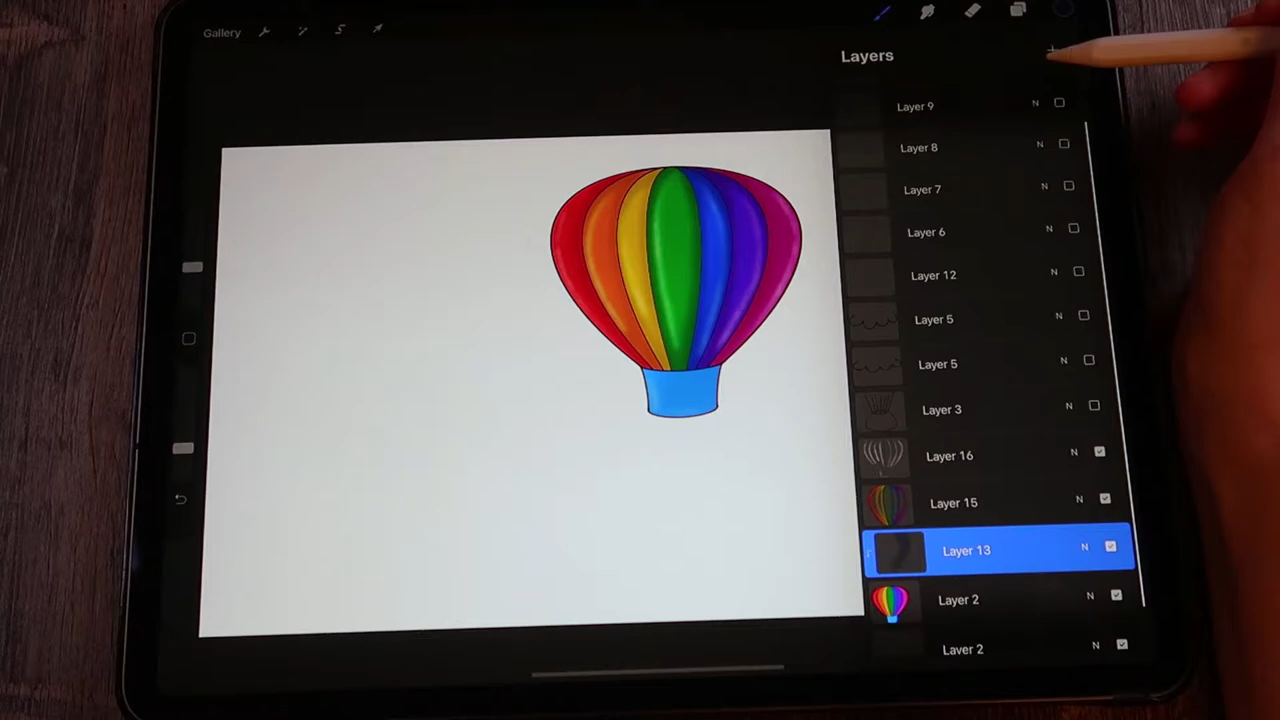 Gallery
Layers
Layer 9 N
Layer 8 N
Layer 7 N
Layer 6 N
Layer 12 N
Layer 5 N
Layer 5 N
Layer 3 N
Layer 16 N
Layer 15 N
Layer 13 N
Layer 2 N
Layer 2 N